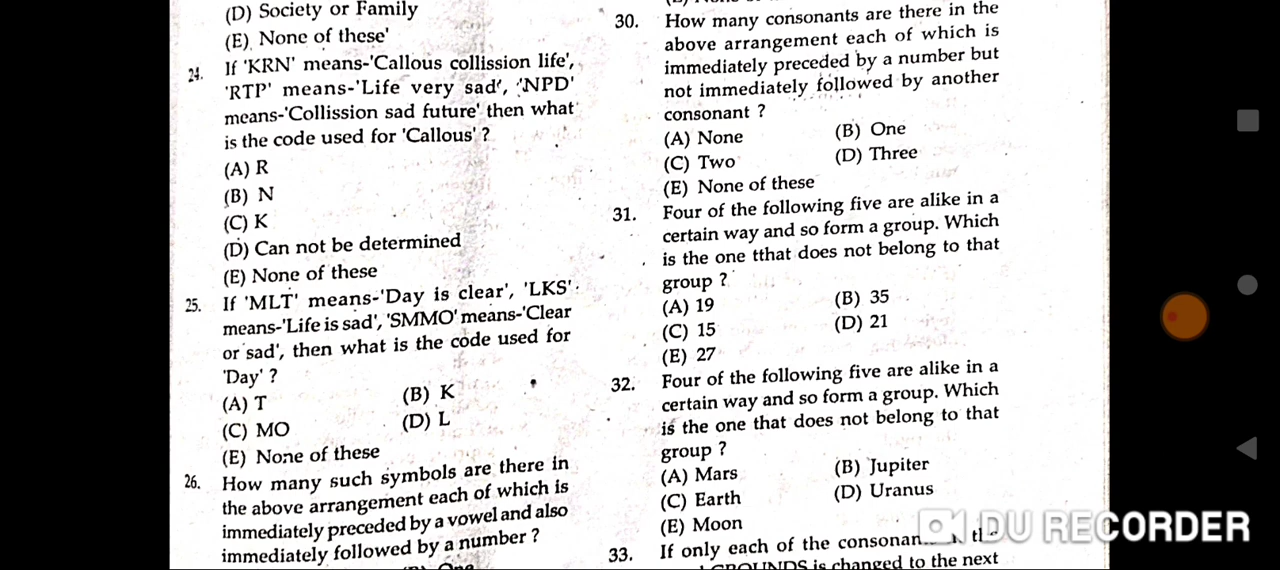 (D) Society or Family
(E) None of these'
24. If 'KRN' means-'Callous collission life',
'RTP' means-'Life very sad', 'NPD'
means-'Collission sad future' then what
is the code used for 'Callous' ?
(A) R
(B) N
(C) K
(D) Can not be determined
(E) None of these
25. If 'MLT' means-'Day is clear', 'LKS'
means-'Life is sad', 'SMMO' means-'Clear
or sad', then what is the code used for
'Day' ?
(A) T (B) K
(C) MO (D) L
(E) None of these
26. How many such symbols are there in
the above arrangement each of which is
immediately preceded by a vowel and also
immediately followed by a number ?
30. How many consonants are there in the
above arrangement each of which is
immediately preceded by a number but
not immediately followed by another
consonant ?
(A) None (B) One
(C) Two (D) Three
(E) None of these
31. Four of the following five are alike in a
certain way and so form a group. Which
is the one tthat does not belong to that
group ?
(A) 19 (B) 35
(C) 15 (D) 21
(E) 27
32. Four of the following five are alike in a
certain way and so form a group. Which
is the one that does not belong to that
group ?
(A) Mars (B) Jupiter
(C) Earth (D) Uranus
(E) Moon
33. If only each of the consonan
is changed to the next
DU RECORDER